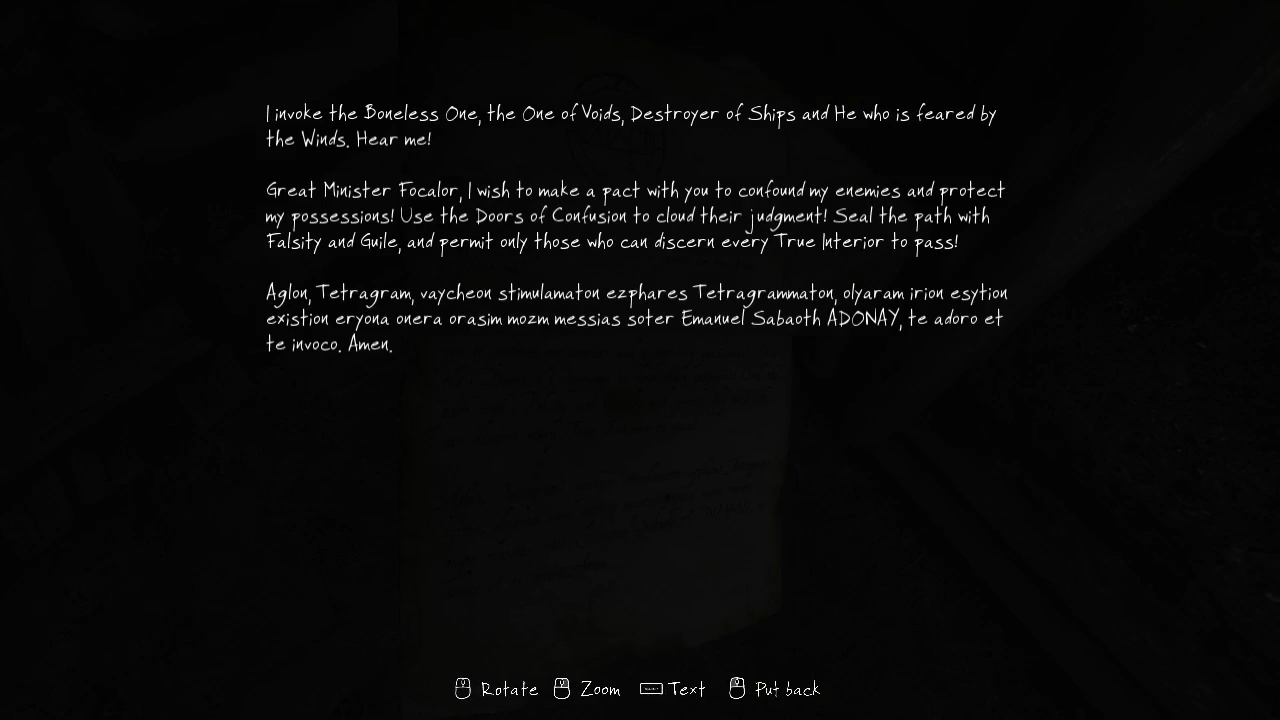 I invoke the Boneless One, the One of Voids, Destroyer of Ships and He who is feared by
the Winds. Hear me!
Great Minister Focalor, I wish to make a pact with you to confound my enemies and protect
my possessions! Use the Doors of Confusion to cloud their judgment! Seal the path with
Falsity and Guile, and permit only those who can discern every True Interior to pass!
Aglon, Tetragram, vaycheon stimulamaton ezphares Tetragrammaton, olyaram irion esytion
existion eryona onera orasim mozm messias soter Emanuel Sabaoth ADONAY, te adoro et
te invoco. Amen.
Rotate Zoom Text Put back